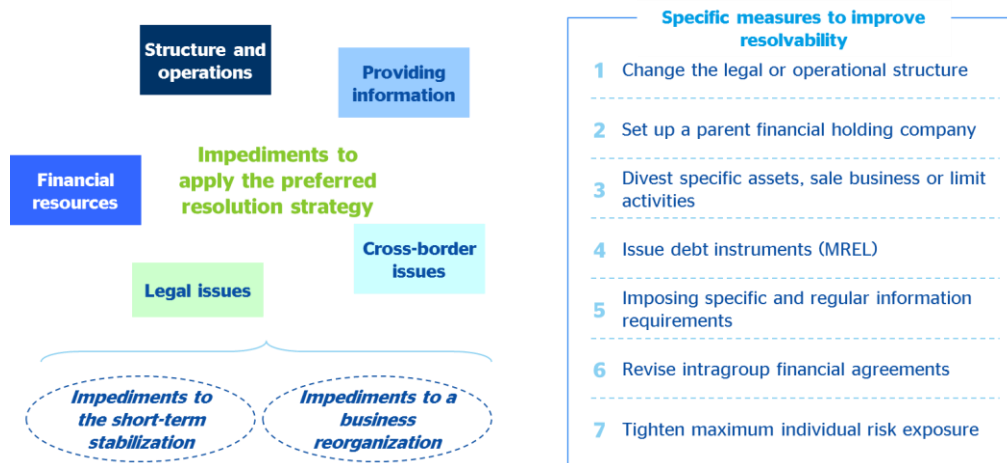 Structure and
operations
Providing
information
Impediments to
apply the preferred
resolution strategy
Financial
resources
Cross-border
issues
Legal issues
Impediments to
the short-term
stabilization
Impediments to a
business
reorganization
Specific measures to improve
resolvability
1 Change the legal or operational structure
2 Set up a parent financial holding company
3 Divest specific assets, sale business or limit
activities
4 Issue debt instruments (MREL)
5 Imposing specific and regular information
requirements
6 Revise intragroup financial agreements
7 Tighten maximum individual risk exposure